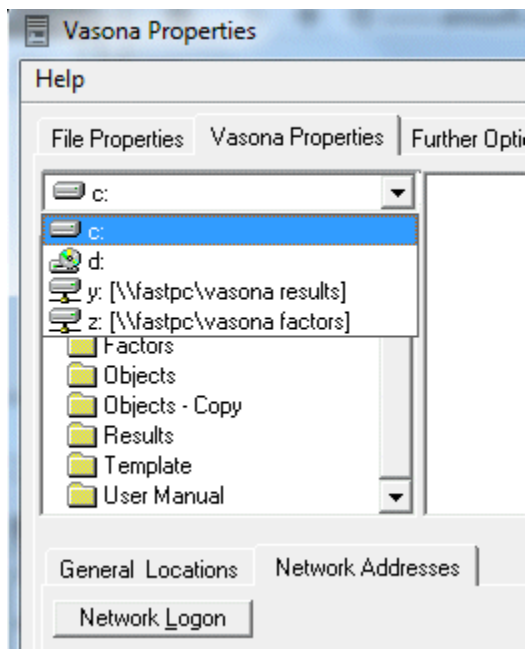 Vasona Properties
Help
File Properties Vasona Properties Further Opti
c:
c:
d:
y: [\\fastpc\vasona results]
z: [\\fastpc\vasona factors]
Factors
Objects
Objects - Copy
Results
Template
User Manual
General Locations Network Addresses
Network Logon